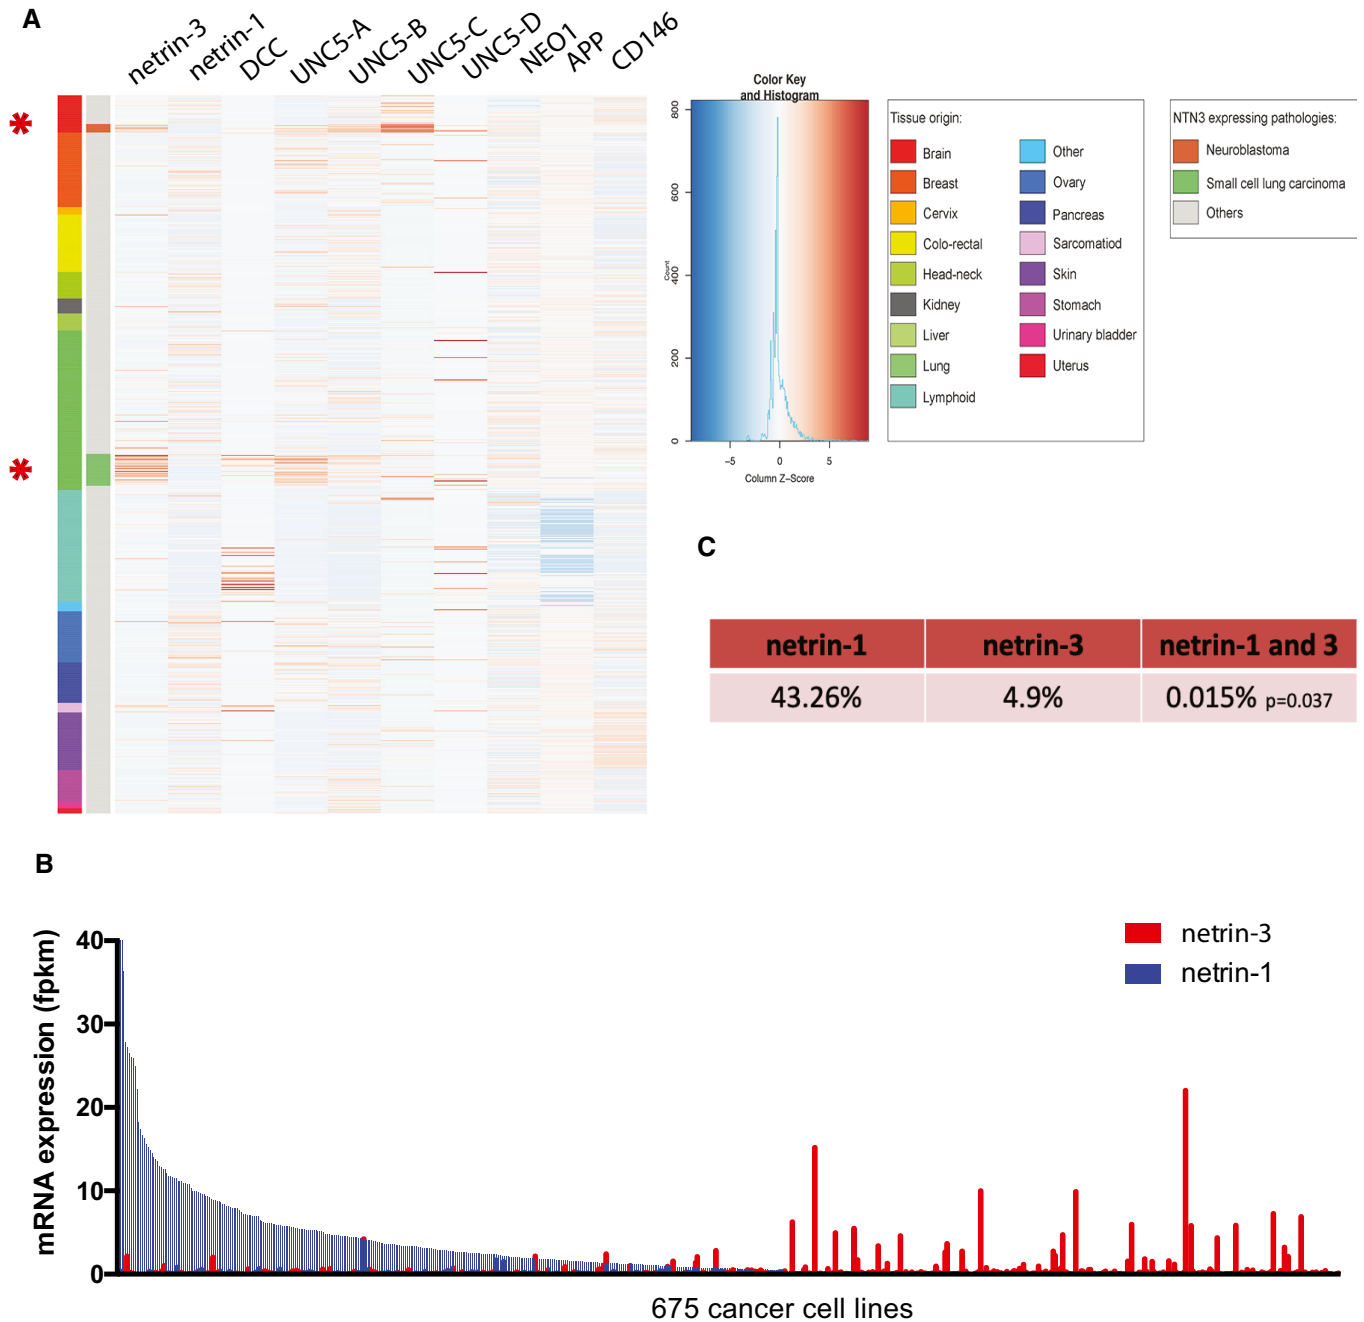 A
netrin-3
netrin-1
DCC
UNC5-A
UNC5-B
UNC5-C
UNC5-D
NEO1
APP
CD146
*
*
Color Key
and Histogram
Count
0
200
400
600
800
−5
0
5
Column Z−Score
Tissue origin:
Brain
Breast
Cervix
Colo-rectal
Head-neck
Kidney
Liver
Lung
Lymphoid
Other
Ovary
Pancreas
Sarcomatiod
Skin
Stomach
Urinary bladder
Uterus
NTN3 expressing pathologies:
Neuroblastoma
Small cell lung carcinoma
Others
C
netrin-1 netrin-3 netrin-1 and 3
43.26% 4.9% 0.015% p=0.037
B
mRNA expression (fpkm)
40
30
20
10
0
netrin-3
netrin-1
675 cancer cell lines